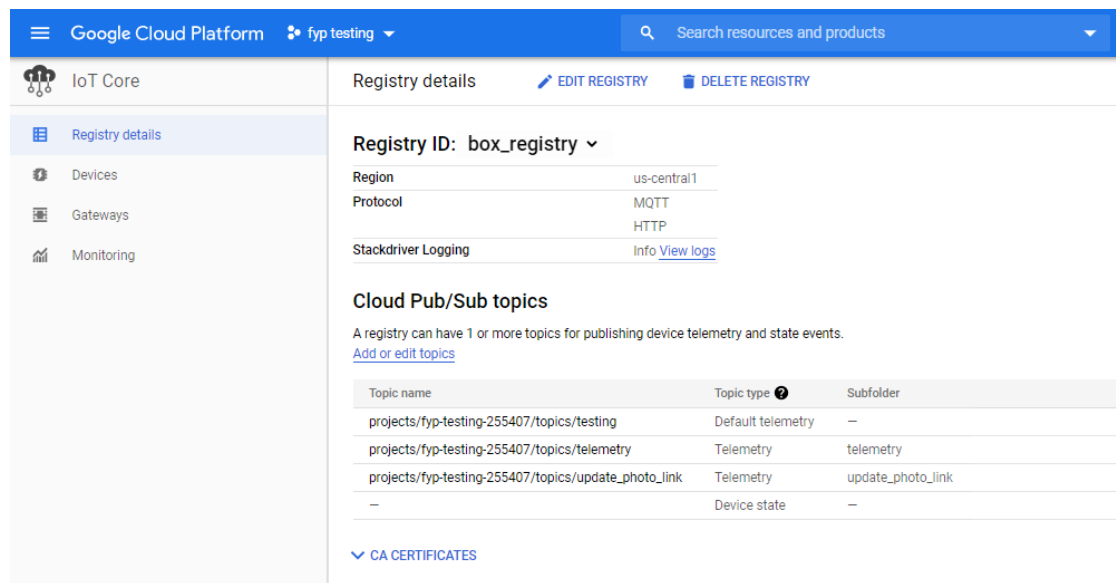 Google Cloud Platform fyp testing Search resources and products
IoT Core
Registry details
Devices
Gateways
Monitoring
Registry details EDIT REGISTRY DELETE REGISTRY
Registry ID: box_registry
Region us-central1
Protocol MQTT
HTTP
Stackdriver Logging Info View logs
Cloud Pub/Sub topics
A registry can have 1 or more topics for publishing device telemetry and state events.
Add or edit topics
Topic name Topic type ? Subfolder
projects/fyp-testing-255407/topics/testing Default telemetry —
projects/fyp-testing-255407/topics/telemetry Telemetry telemetry
projects/fyp-testing-255407/topics/update_photo_link Telemetry update_photo_link
— Device state —
CA CERTIFICATES